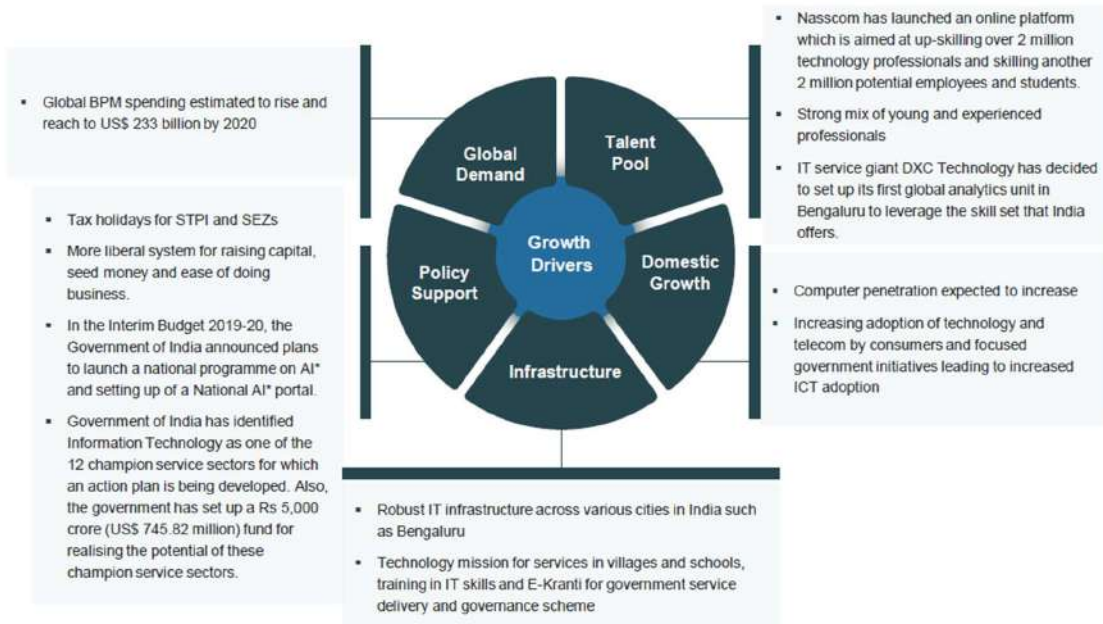 Global BPM spending estimated to rise and
reach to US$ 233 billion by 2020
Tax holidays for STPI and SEZs
More liberal system for raising capital,
seed money and ease of doing
business.
In the Interim Budget 2019-20, the
Government of India announced plans
to launch a national programme on AI*
and setting up of a National AI* portal.
Government of India has identified
Information Technology as one of the
12 champion service sectors for which
an action plan is being developed. Also,
the government has set up a Rs 5,000
crore (US$ 745.82 million) fund for
realising the potential of these
champion service sectors.
Global
Demand
Talent
Pool
Growth
Drivers
Policy
Support
Domestic
Growth
Infrastructure
Nasscom has launched an online platform
which is aimed at up-skilling over 2 million
technology professionals and skilling another
2 million potential employees and students.
Strong mix of young and experienced
professionals
IT service giant DXC Technology has decided
to set up its first global analytics unit in
Bengaluru to leverage the skill set that India
offers.
Computer penetration expected to increase
Increasing adoption of technology and
telecom by consumers and focused
government initiatives leading to increased
ICT adoption
Robust IT infrastructure across various cities in India such
as Bengaluru
Technology mission for services in villages and schools,
training in IT skills and E-Kranti for government service
delivery and governance scheme